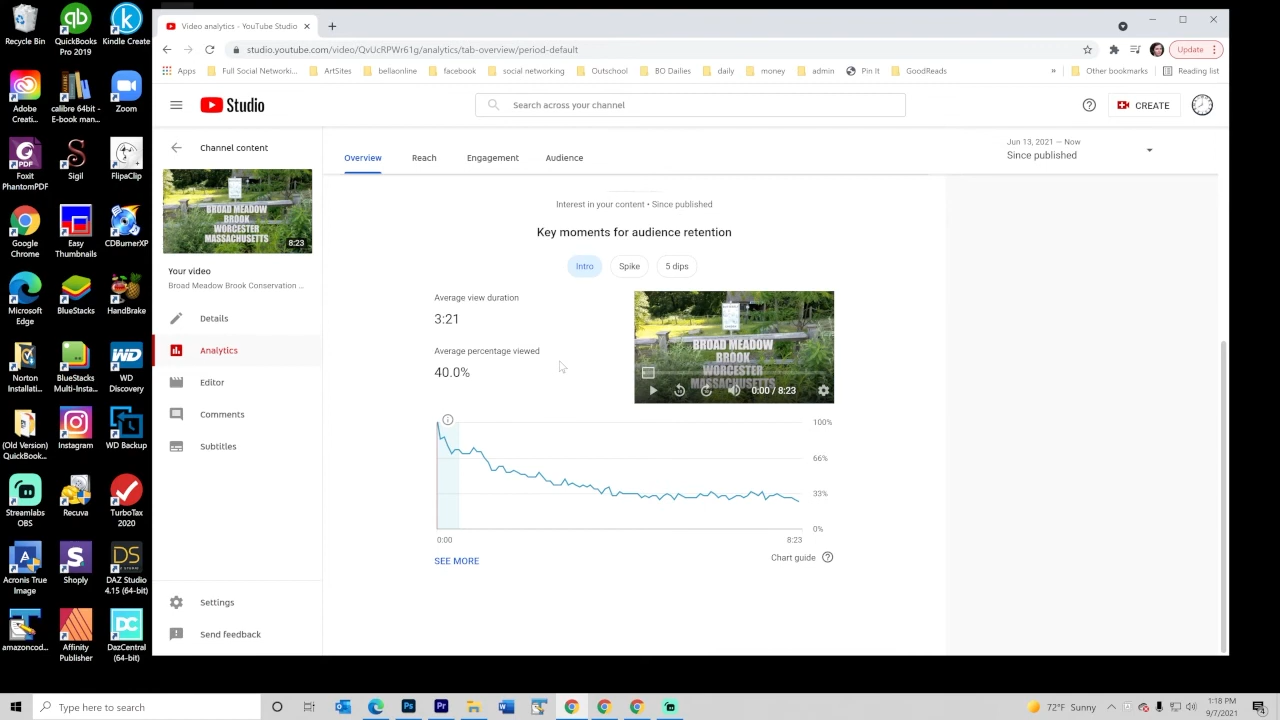 Recycle Bin
QuickBooks Pro 2019
Kindle Create
Adobe Creati...
calibre 64bit - E-book man...
Zoom
Foxit PhantomPDF
Sigil
FlipaClip
Google Chrome
Easy Thumbnails
CDBurnerXP
Microsoft Edge
BlueStacks
HandBrake
Norton Installati...
BlueStacks Multi-Insta...
WD Discovery
(Old Version) QuickBook...
Instagram
WD Backup
Streamlabs OBS
Recuva
TurboTax 2020
Acronis True Image
Shoply
DAZ Studio 4.15 (64-bit)
amazoncod...
Affinity Publisher
DazCentral (64-bit)
Video analytics - YouTube Studio
studio.youtube.com/video/QvUcRPWr61g/analytics/tab-overview/period-default
Update
Apps
Full Social Networki...
ArtSites
bellaonline
facebook
social networking
Outschool
BO Dailies
daily
money
admin
Pin It
GoodReads
»
Other bookmarks
Reading list
Studio
Search across your channel
CREATE
Channel content
BROAD MEADOW
BROOK
WORCESTER
MASSACHUSETTS
8:23
Your video
Broad Meadow Brook Conservation ...
Details
Analytics
Editor
Comments
Subtitles
Settings
Send feedback
Overview
Reach
Engagement
Audience
Jun 13, 2021 — Now
Since published
Interest in your content • Since published
Key moments for audience retention
Intro
Spike
5 dips
Average view duration
3:21
Average percentage viewed
40.0%
BROAD MEADOW
BROOK
WORCESTER
MASSACHUSETTS
0:00 / 8:23
100%
66%
33%
0%
0:00
8:23
SEE MORE
Chart guide
Type here to search
72°F Sunny
1:18 PM
9/7/2021